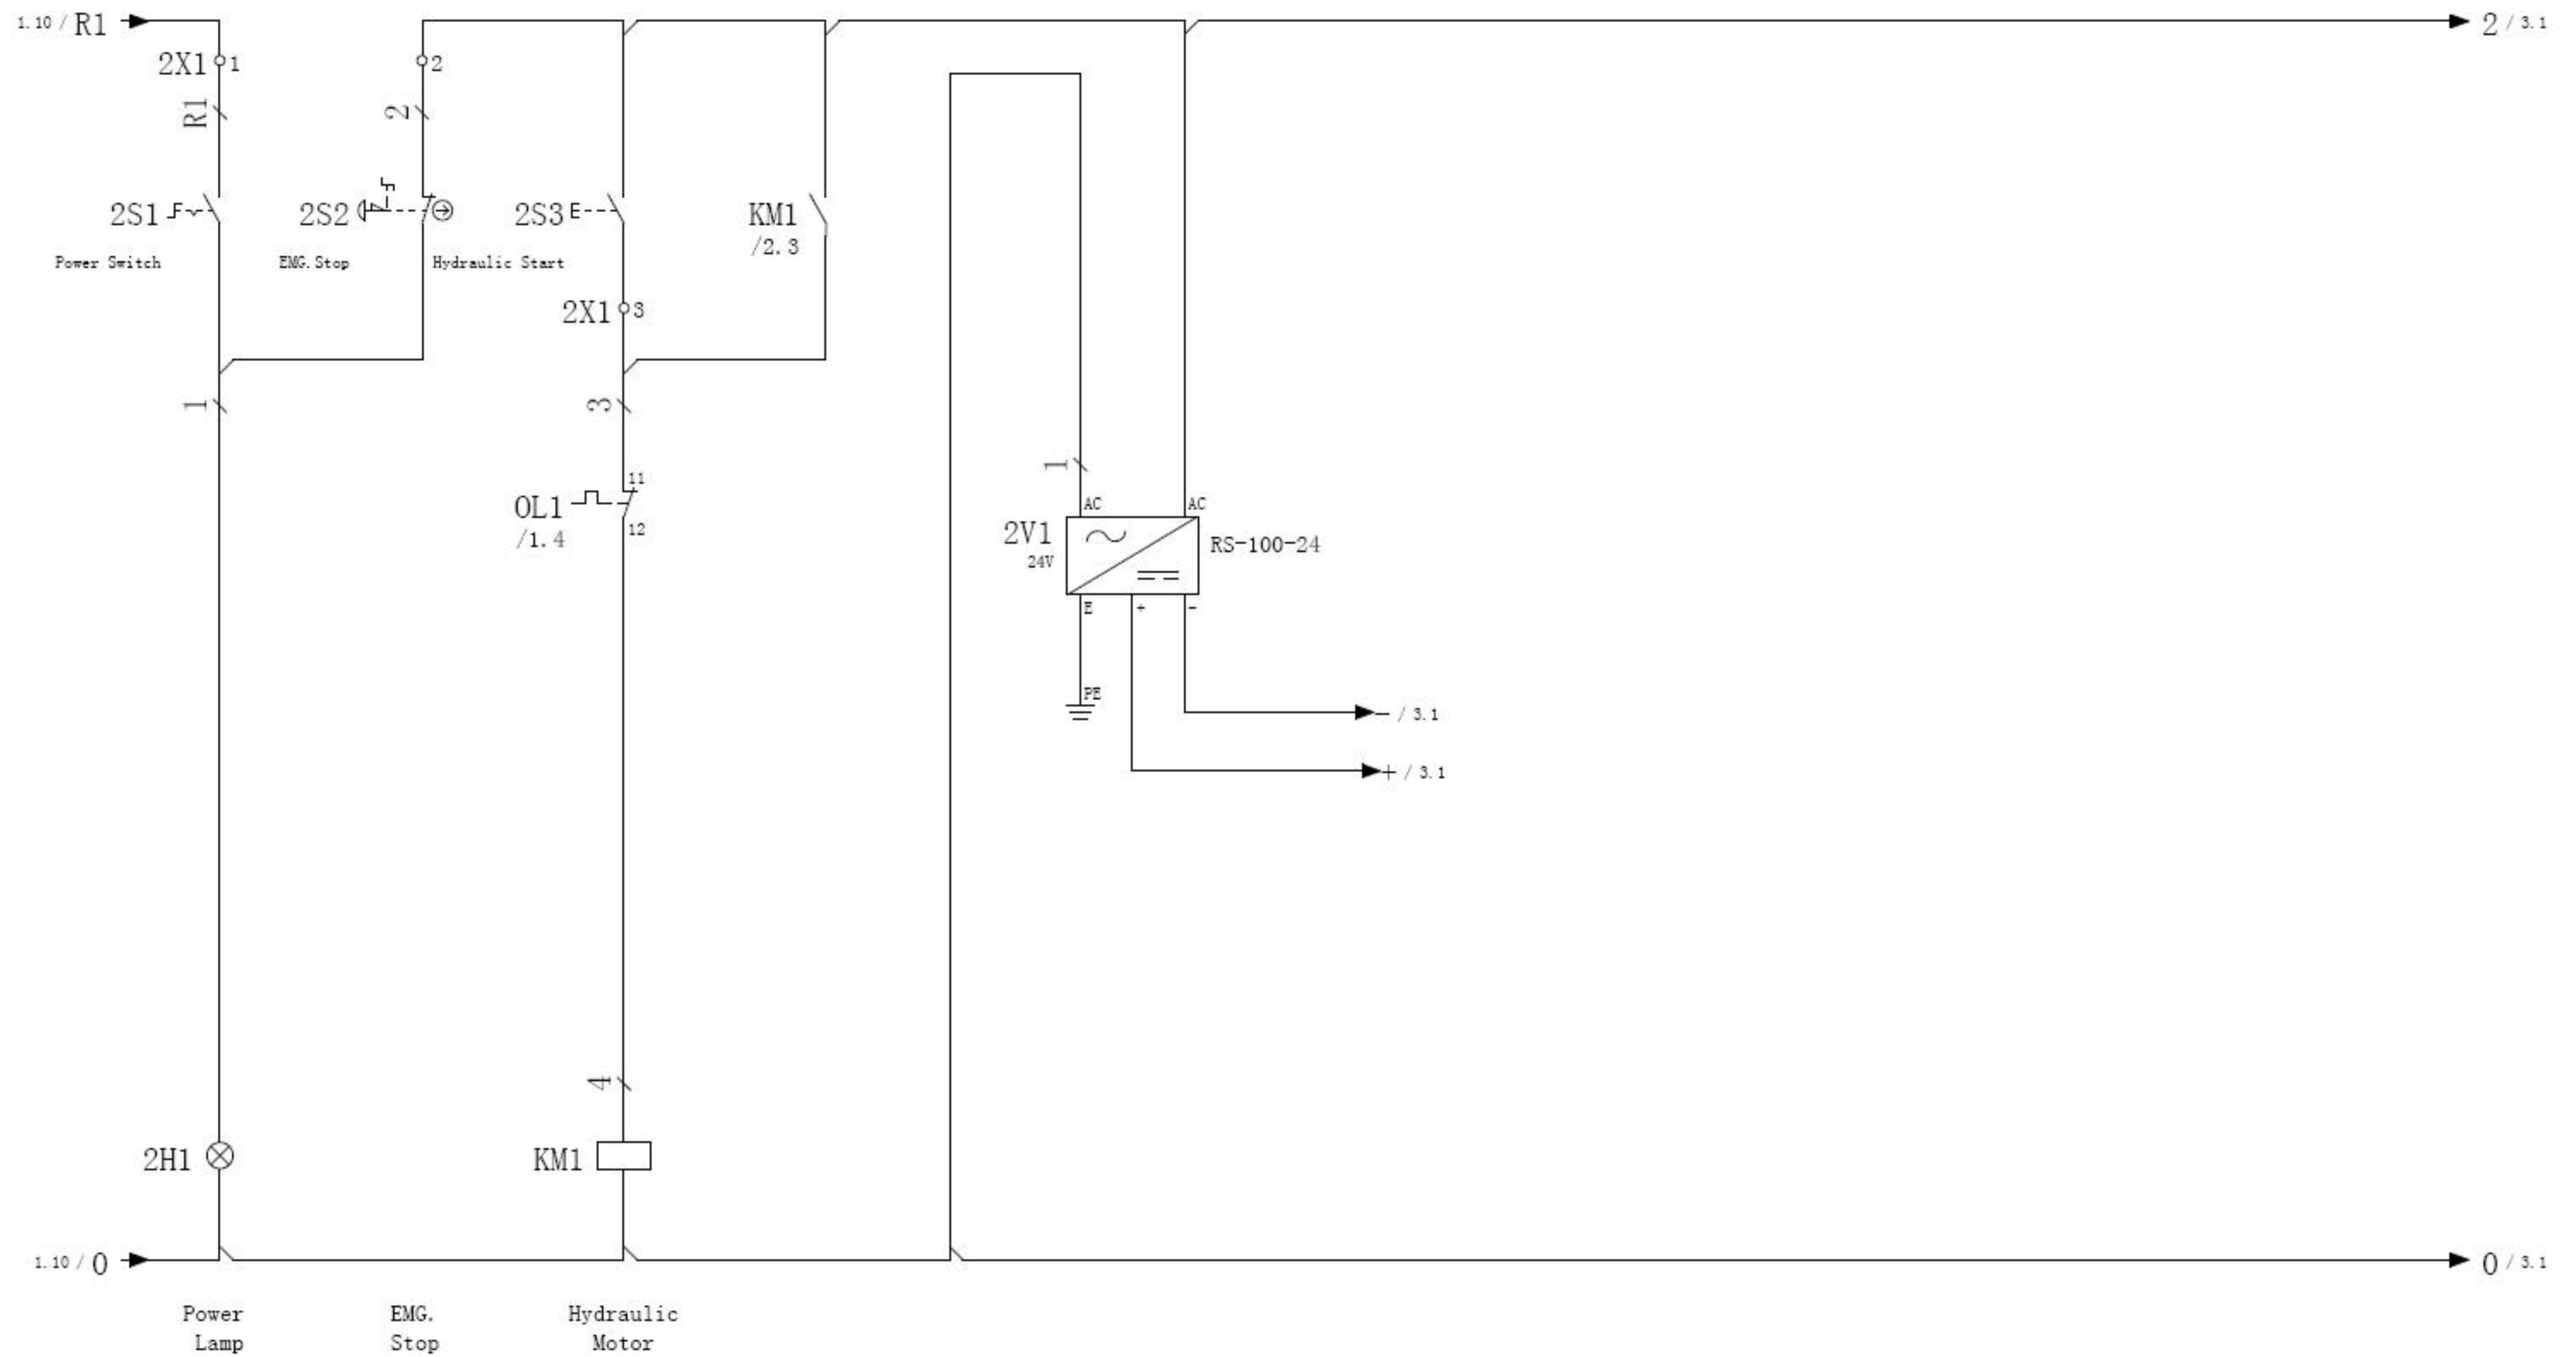 1.10 / R1
2 / 3.1
2X1 1
2
R1
2
2S1
2S2
2S3
KM1
/2.3
Power Switch
EMG.Stop
Hydraulic Start
2X1 3
1
3
1
11
OL1
/1.4
12
AC
AC
2V1
24V
RS-100-24
E
+
-
PE
- / 3.1
+ / 3.1
4
2H1
KM1
1.10 / 0
0 / 3.1
Power
Lamp
EMG.
Stop
Hydraulic
Motor